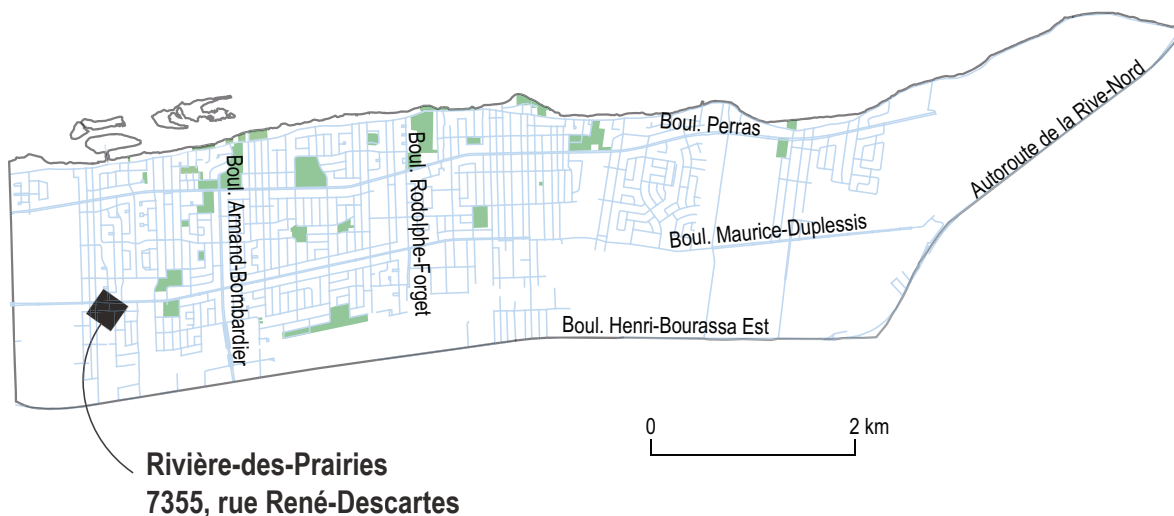 Boul. Perras
Autoroute de la Rive-Nord
Boul. Armand-Bombardier
Boul. Rodolphe-Forget
Boul. Maurice-Duplessis
Boul. Henri-Bourassa Est
0 2 km
Rivière-des-Prairies
7355, rue René-Descartes